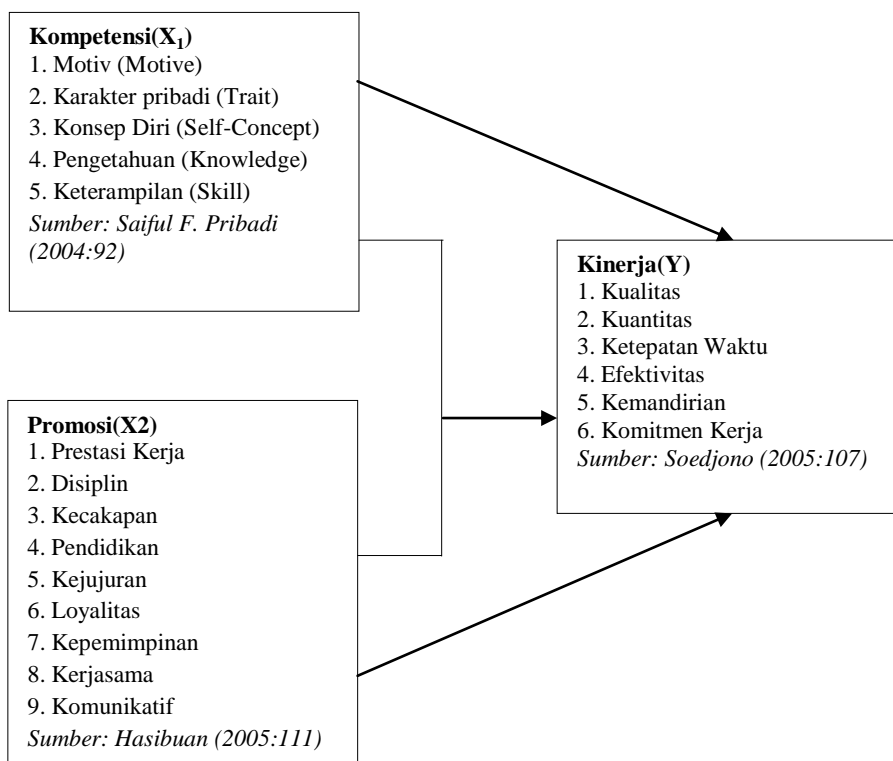 Kompetensi(X₁)
1. Motiv (Motive)
2. Karakter pribadi (Trait)
3. Konsep Diri (Self-Concept)
4. Pengetahuan (Knowledge)
5. Keterampilan (Skill)
Sumber: Saiful F. Pribadi
(2004:92)
Kinerja(Y)
1. Kualitas
2. Kuantitas
3. Ketepatan Waktu
4. Efektivitas
5. Kemandirian
6. Komitmen Kerja
Sumber: Soedjono (2005:107)
Promosi(X2)
1. Prestasi Kerja
2. Disiplin
3. Kecakapan
4. Pendidikan
5. Kejujuran
6. Loyalitas
7. Kepemimpinan
8. Kerjasama
9. Komunikatif
Sumber: Hasibuan (2005:111)